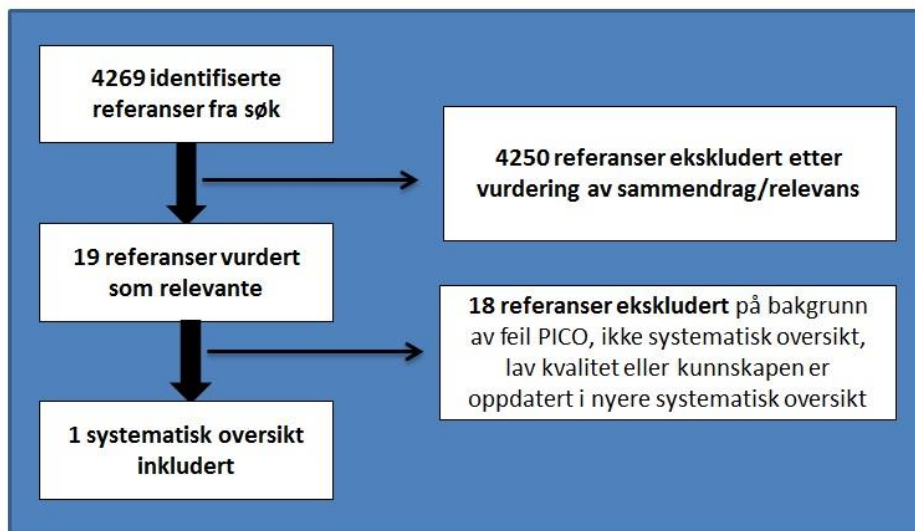 4269 identifiserte
referanser fra søk
4250 referanser ekskludert etter
vurdering av sammendrag/relevans
19 referanser vurdert
som relevante
18 referanser ekskludert på bakgrunn
av feil PICO, ikke systematisk oversikt,
lav kvalitet eller kunnskapen er
oppdatert i nyere systematisk oversikt
1 systematisk oversikt
inkludert